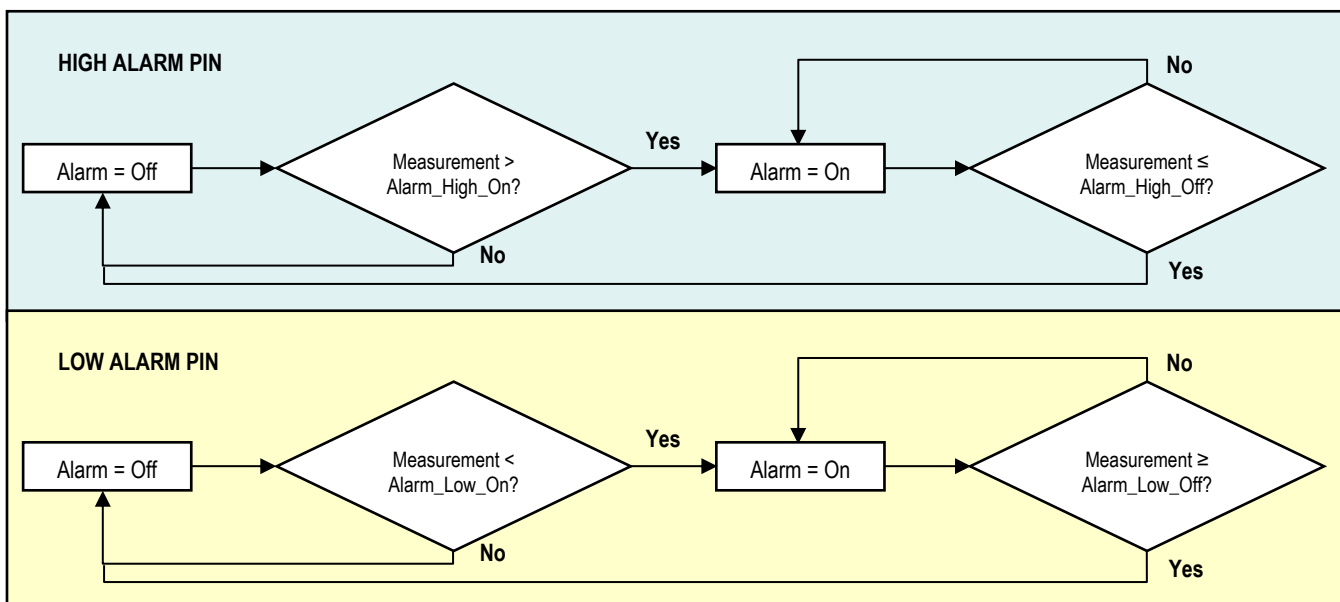 HIGH ALARM PIN
No
Alarm = Off
Measurement >
Alarm_High_On?
Yes
Alarm = On
Measurement ≤
Alarm_High_Off?
No
Yes
LOW ALARM PIN
No
Alarm = Off
Measurement <
Alarm_Low_On?
Yes
Alarm = On
Measurement ≥
Alarm_Low_Off?
No
Yes